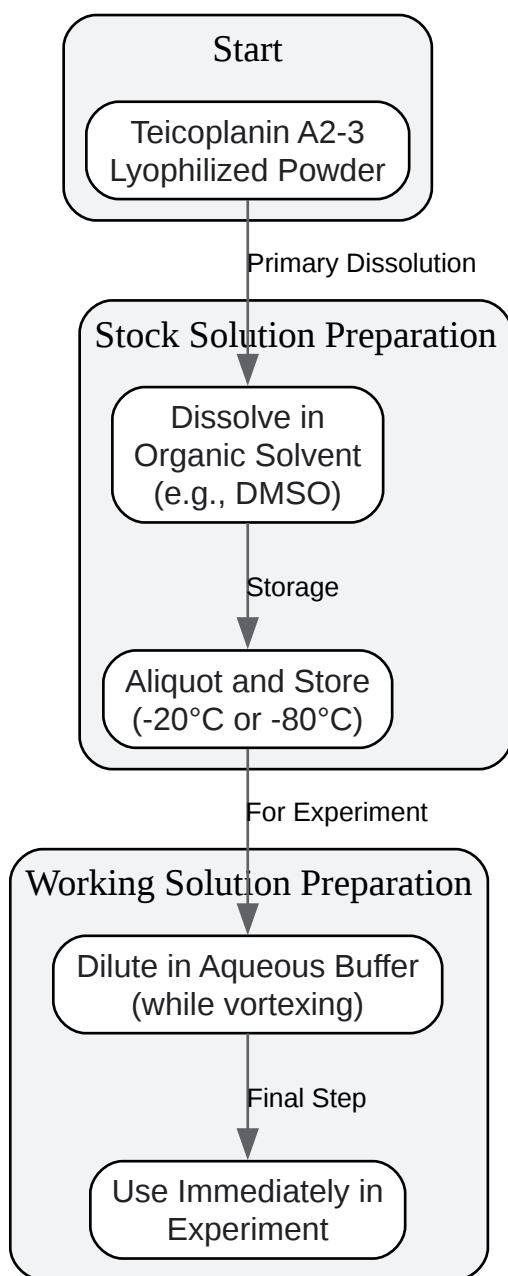 Start
Teicoplanin A2-3
Lyophilized Powder
Primary Dissolution
Stock Solution Preparation
Dissolve in
Organic Solvent
(e.g., DMSO)
Storage
Aliquot and Store
(-20°C or -80°C)
For Experiment
Working Solution Preparation
Dilute in Aqueous Buffer
(while vortexing)
Final Step
Use Immediately in
Experiment